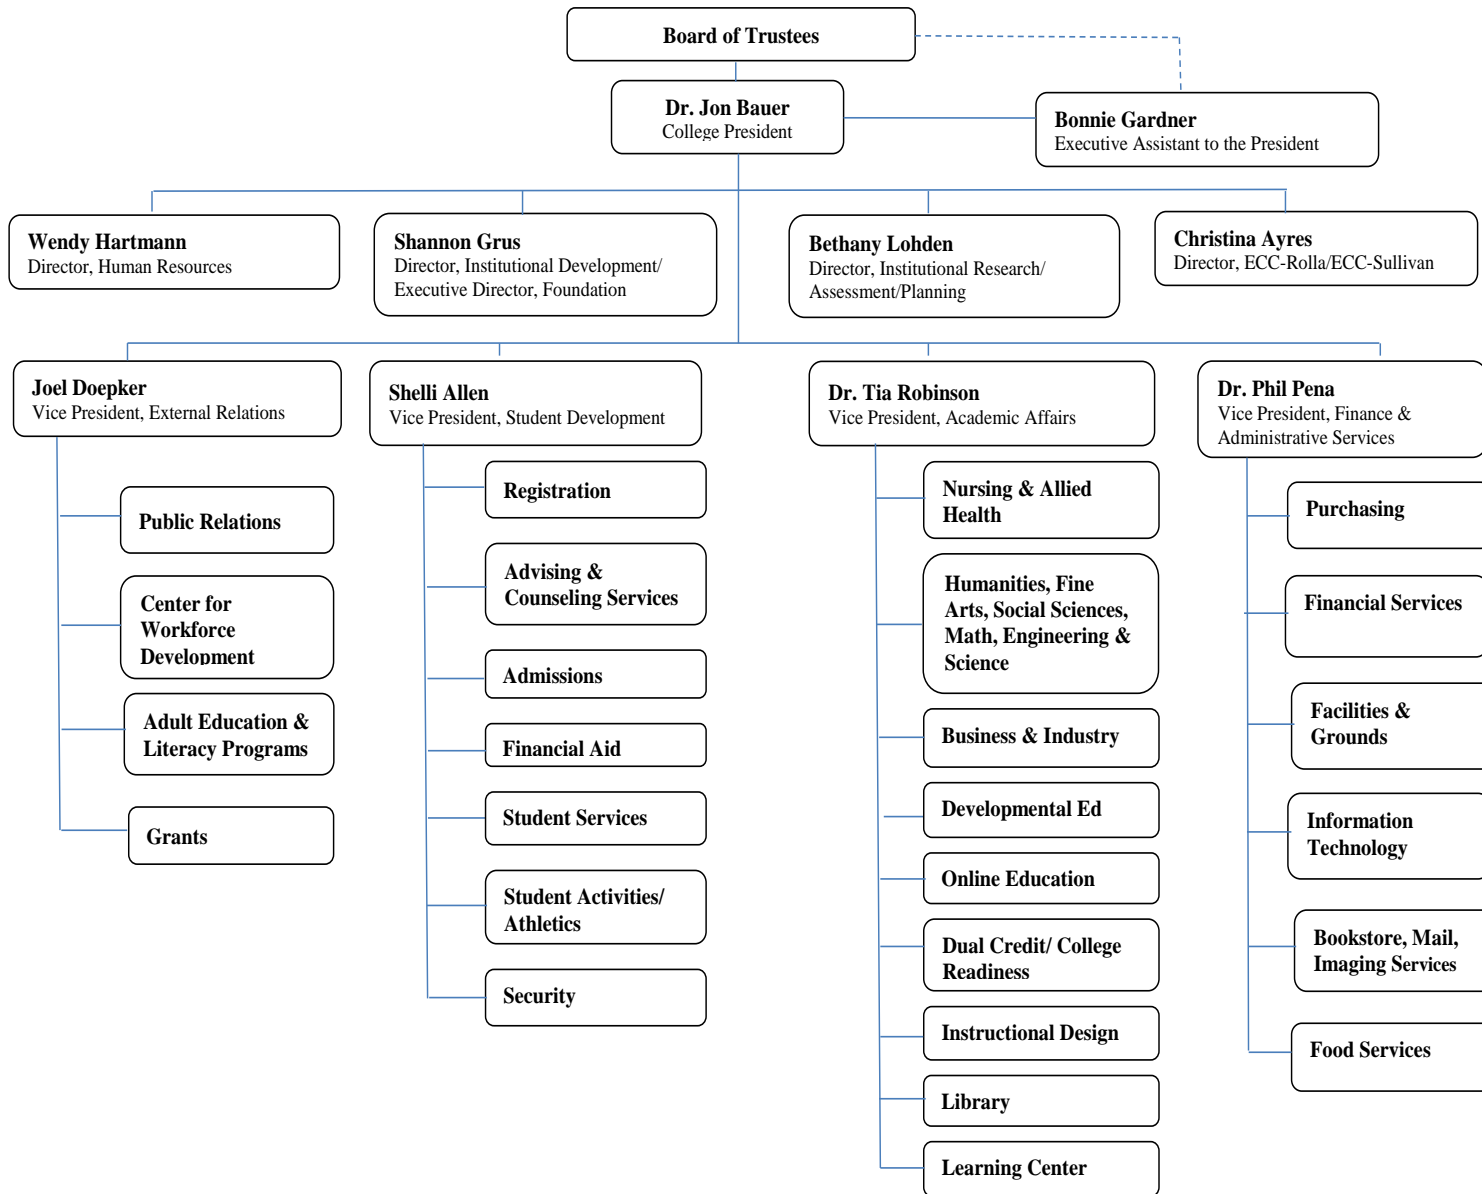 Board of Trustees
Dr. Jon Bauer
College President
Bonnie Gardner
Executive Assistant to the President
Wendy Hartmann
Director, Human Resources
Shannon Grus
Director, Institutional Development/
Executive Director, Foundation
Bethany Lohden
Director, Institutional Research/
Assessment/Planning
Christina Ayres
Director, ECC-Rolla/ECC-Sullivan
Joel Doepker
Vice President, External Relations
Shelli Allen
Vice President, Student Development
Dr. Tia Robinson
Vice President, Academic Affairs
Dr. Phil Pena
Vice President, Finance &
Administrative Services
Public Relations
Center for
Workforce
Development
Adult Education &
Literacy Programs
Grants
Registration
Advising &
Counseling Services
Admissions
Financial Aid
Student Services
Student Activities/
Athletics
Security
Nursing & Allied
Health
Humanities, Fine
Arts, Social Sciences,
Math, Engineering &
Science
Business & Industry
Developmental Ed
Online Education
Dual Credit/ College
Readiness
Instructional Design
Library
Learning Center
Purchasing
Financial Services
Facilities &
Grounds
Information
Technology
Bookstore, Mail,
Imaging Services
Food Services